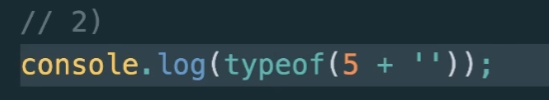 // 2)
console.log(typeof(5 + ''));